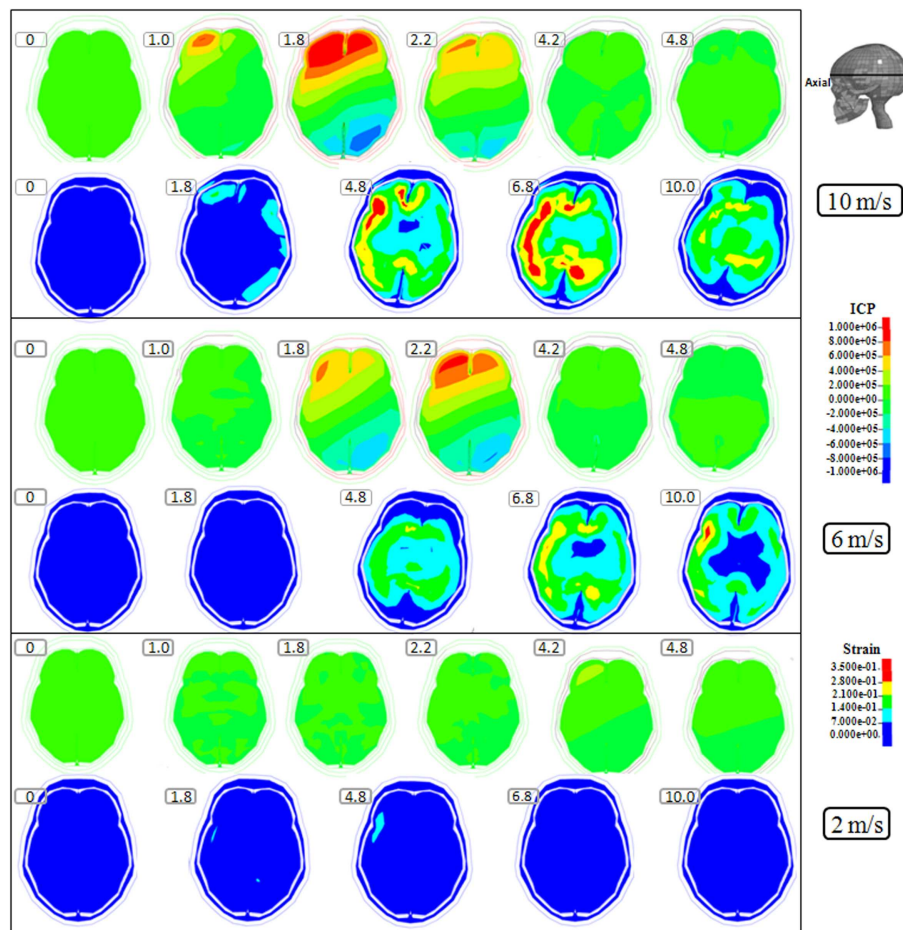 0 1.0 1.8 2.2 4.2 4.8
Axial
0 1.8 4.8 6.8 10.0
10 m/s
ICP
1.000e+06
8.000e+05
6.000e+05
4.000e+05
2.000e+05
0.000e+00
-2.000e+05
-4.000e+05
-6.000e+05
-8.000e+05
-1.000e+06
0 1.0 1.8 2.2 4.2 4.8
0 1.8 4.8 6.8 10.0
6 m/s
0 1.0 1.8 2.2 4.2 4.8
Strain
3.500e-01
2.800e-01
2.100e-01
1.400e-01
7.000e-02
0.000e+00
0 1.8 4.8 6.8 10.0
2 m/s